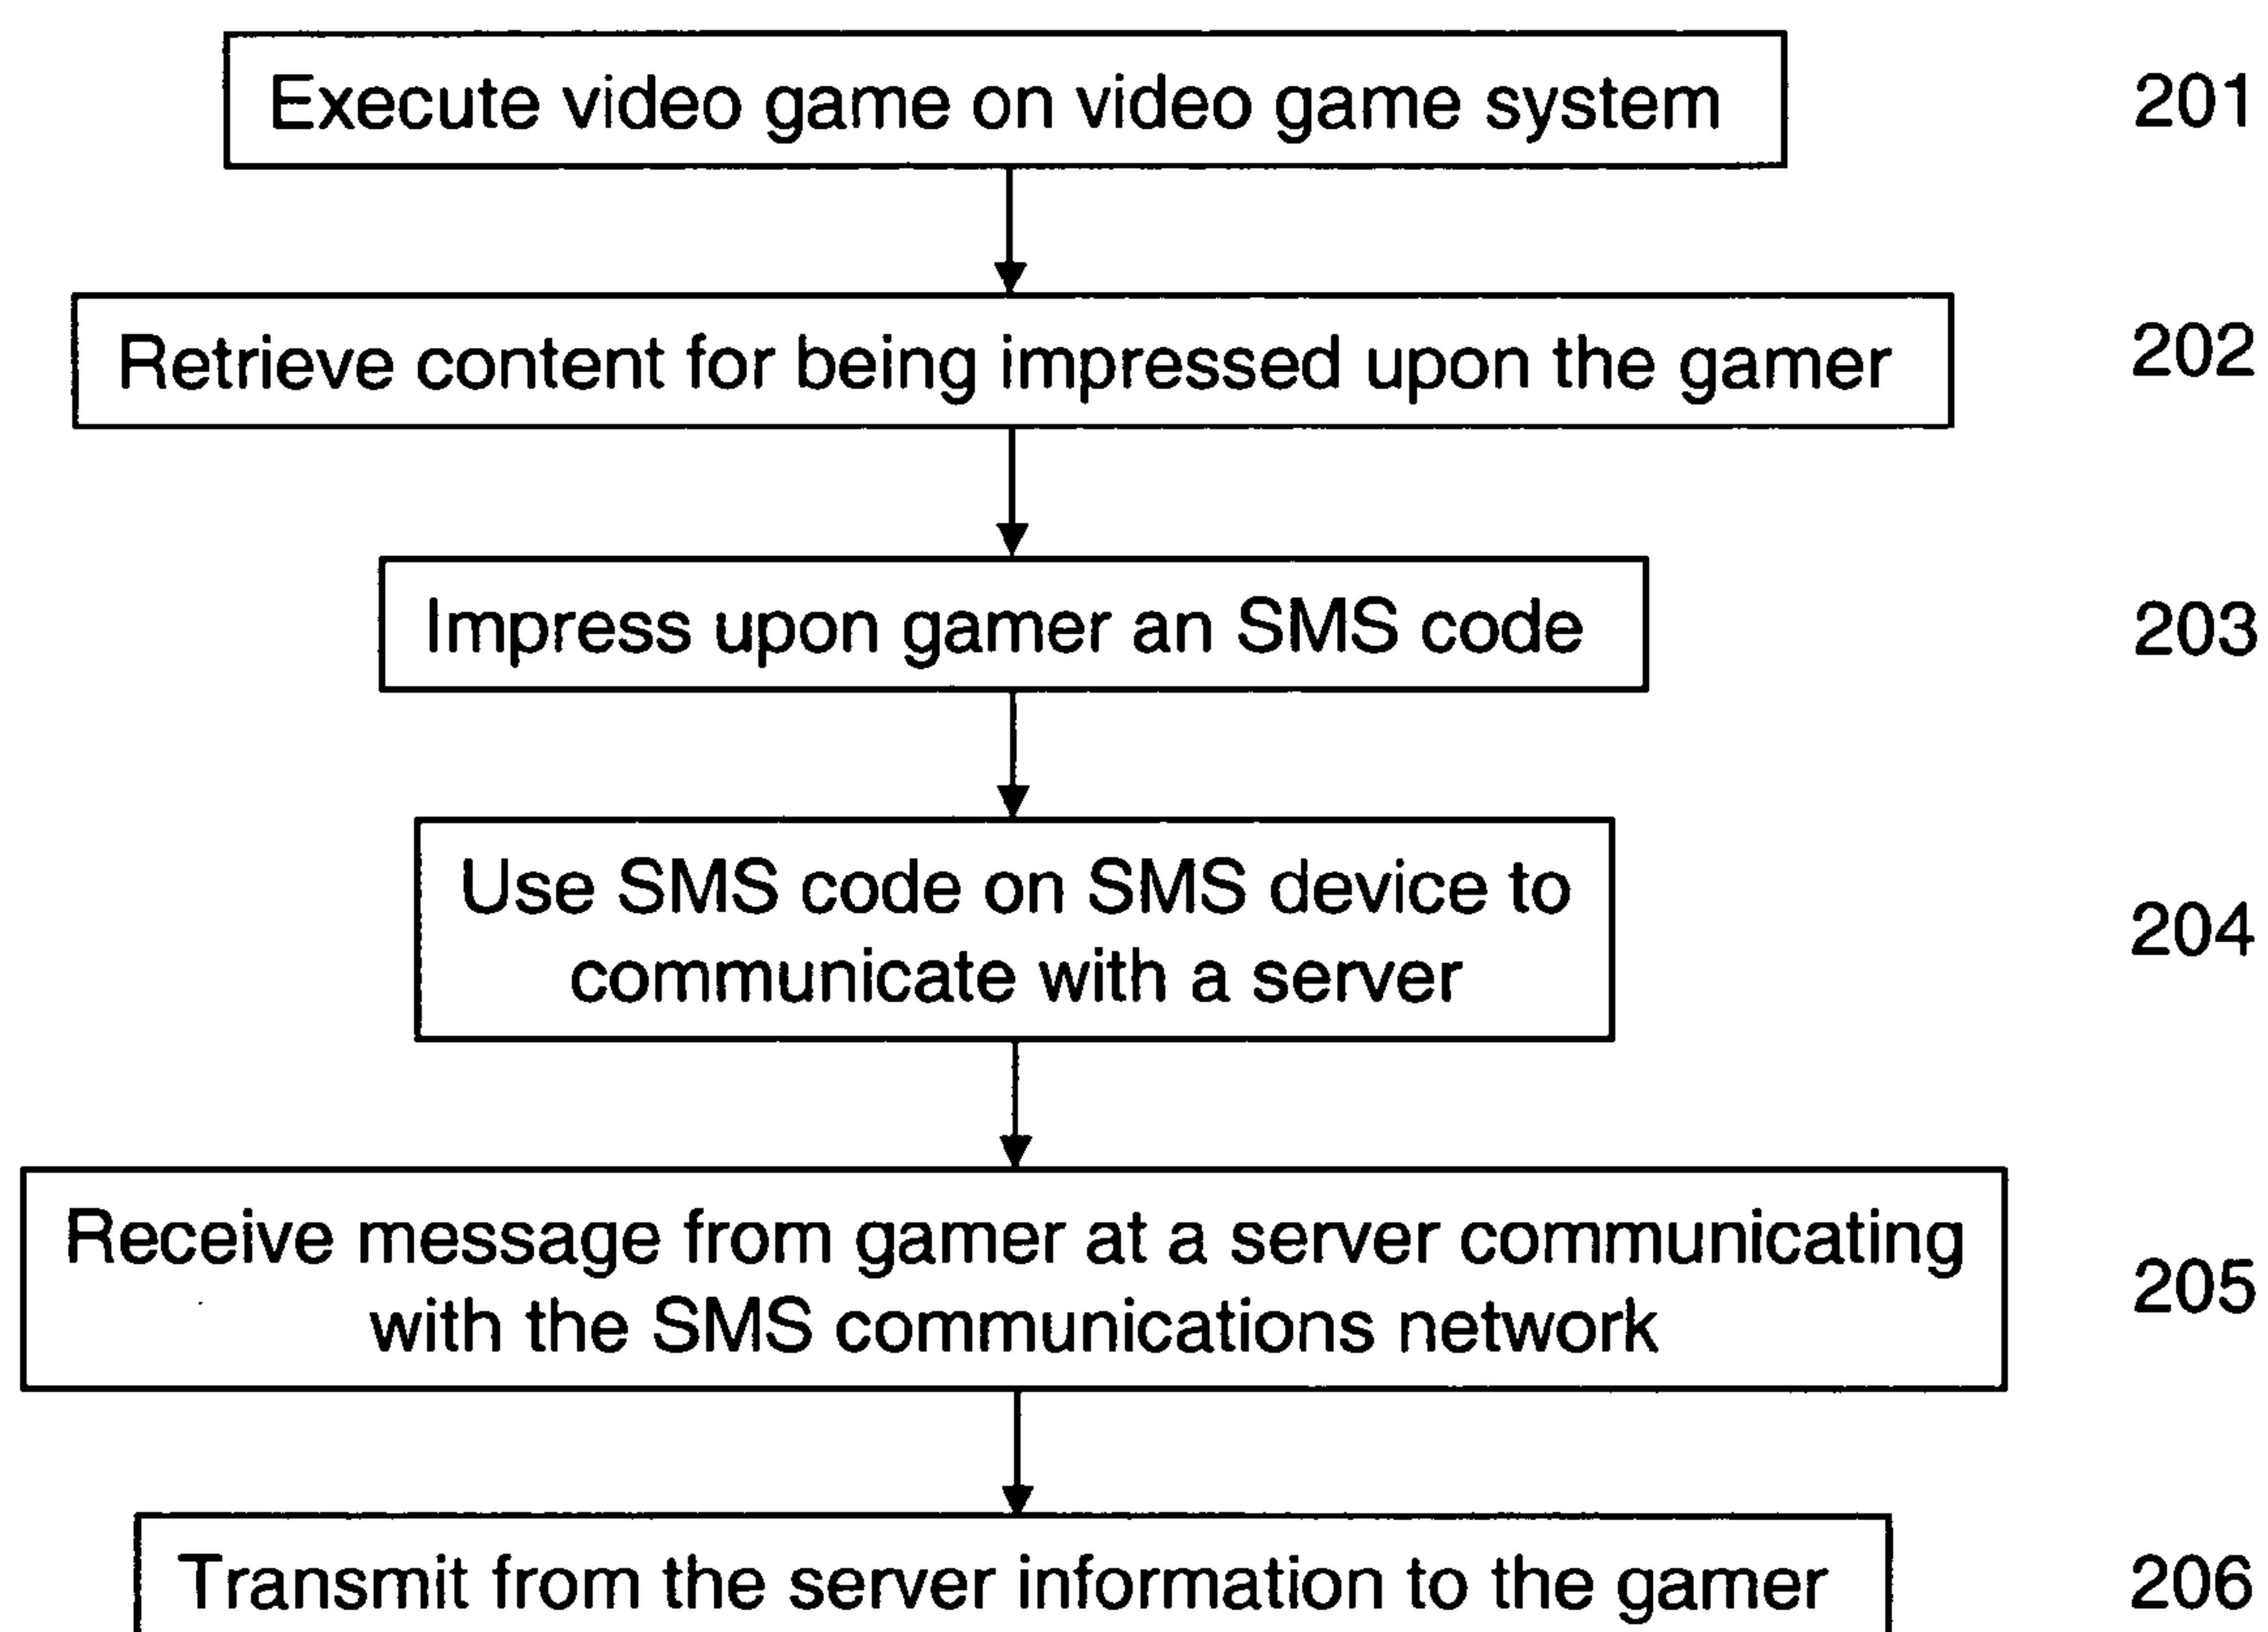 Execute video game on video game system 201
Retrieve content for being impressed upon the gamer 202
Impress upon gamer an SMS code 203
Use SMS code on SMS device to
communicate with a server 204
Receive message from gamer at a server communicating
with the SMS communications network 205
Transmit from the server information to the gamer 206